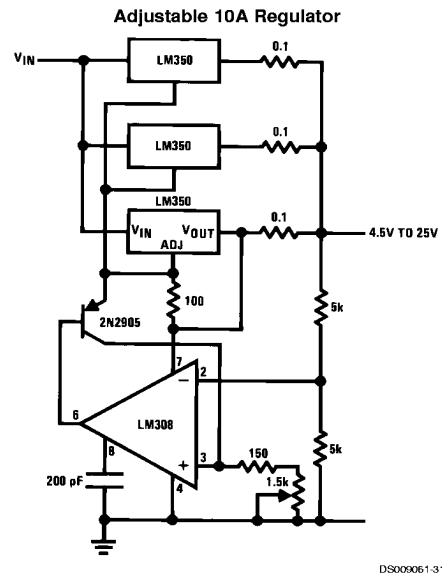 Adjustable 10A Regulator
VIN
LM350
0.1
LM350
0.1
LM350
VIN
VOUT
ADJ
0.1
4.5V TO 25V
100
5k
2N2905
7
2
6
LM308
8
3
4
150
5k
1.5k
200 pF
DS009061-31